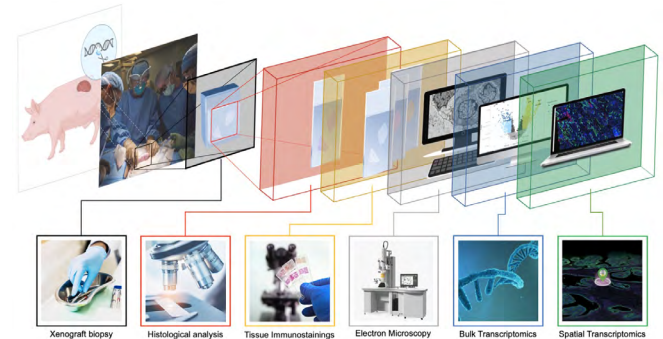 Xenograft biopsy
Histological analysis
Tissue Immunostainings
Electron Microscopy
Bulk Transcriptomics
Spatial Transcriptomics